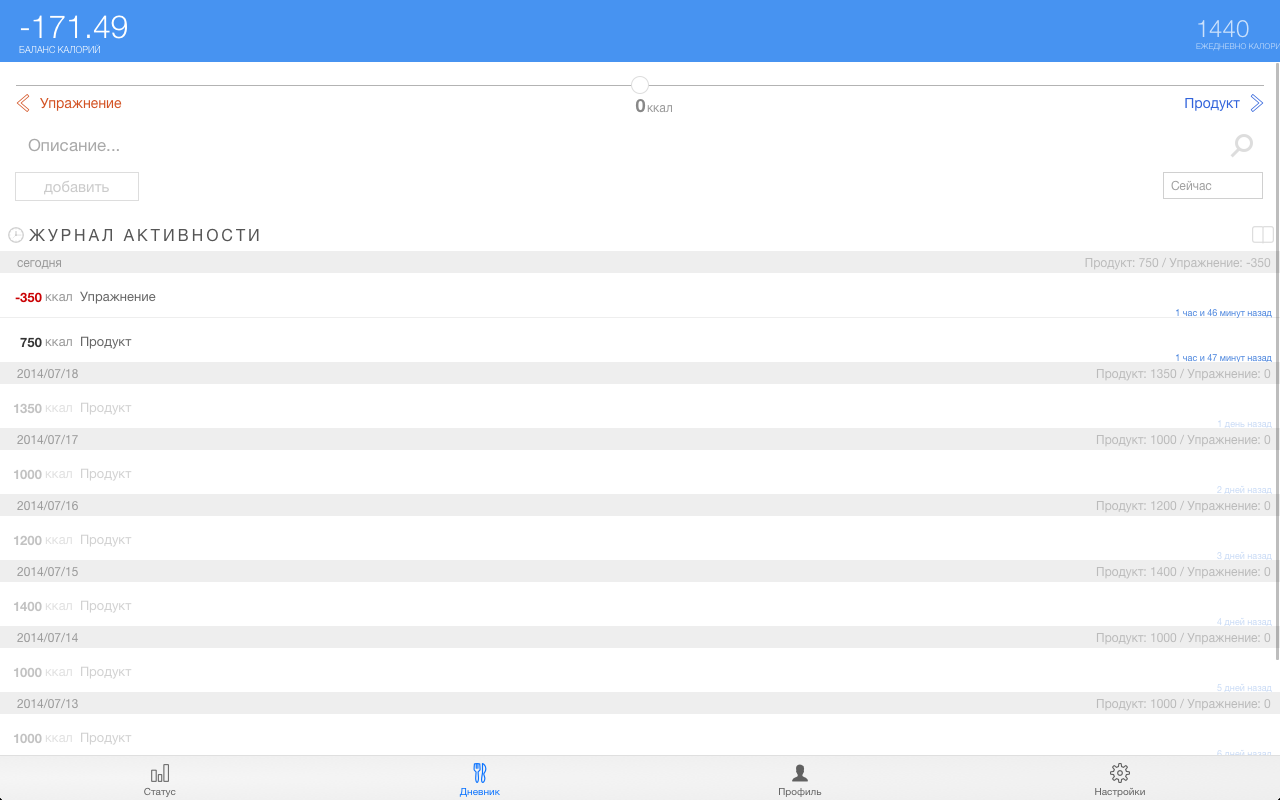 -171.49
БАЛАНС КАЛОРИЙ
1440
ЕЖЕДНЕВНО КАЛОРИ
Упражнение
0 ккал
Продукт
Описание...
добавить
Сейчас
ЖУРНАЛ АКТИВНОСТИ
сегодня Продукт: 750 / Упражнение: -350
-350 ккал Упражнение
1 час и 46 минут назад
750 ккал Продукт
1 час и 47 минут назад
2014/07/18 Продукт: 1350 / Упражнение: 0
1350 ккал Продукт
1 день назад
2014/07/17 Продукт: 1000 / Упражнение: 0
1000 ккал Продукт
2 дней назад
2014/07/16 Продукт: 1200 / Упражнение: 0
1200 ккал Продукт
3 дней назад
2014/07/15 Продукт: 1400 / Упражнение: 0
1400 ккал Продукт
4 дней назад
2014/07/14 Продукт: 1000 / Упражнение: 0
1000 ккал Продукт
5 дней назад
2014/07/13 Продукт: 1000 / Упражнение: 0
1000 ккал Продукт
6 дней назад
Статус
Дневник
Профиль
Настройки